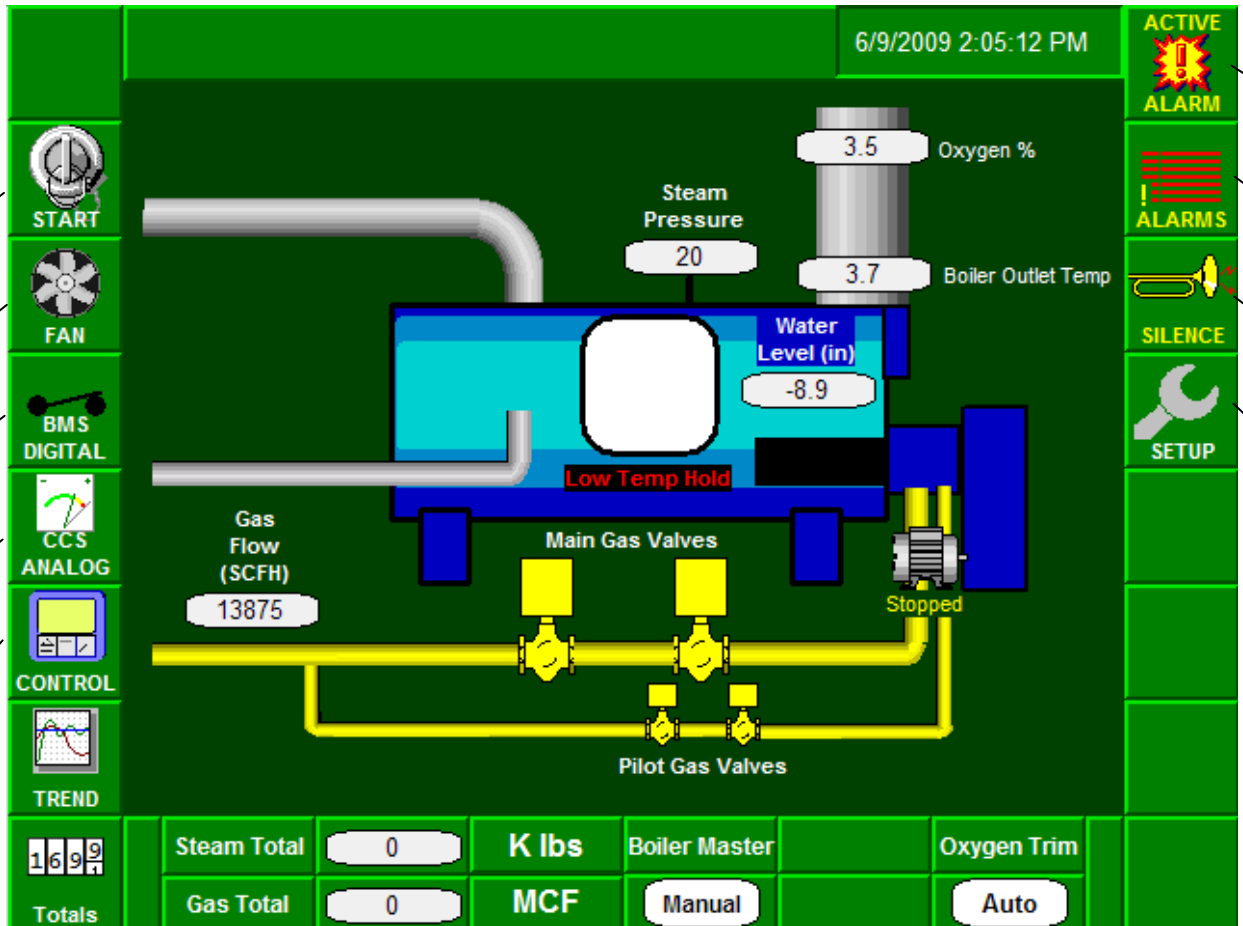 6/9/2009 2:05:12 PM
ACTIVE
ALARM
START
3.5
Oxygen %
Steam
Pressure
20
ALARMS
3.7
Boiler Outlet Temp
FAN
Water
Level (in)
-8.9
SILENCE
BMS
DIGITAL
SETUP
Low Temp Hold
Gas
Flow
(SCFH)
13875
Main Gas Valves
CCS
ANALOG
Stopped
CONTROL
Pilot Gas Valves
TREND
1699
1
Totals
Steam Total
0
K lbs
Boiler Master
Oxygen Trim
Gas Total
0
MCF
Manual
Auto